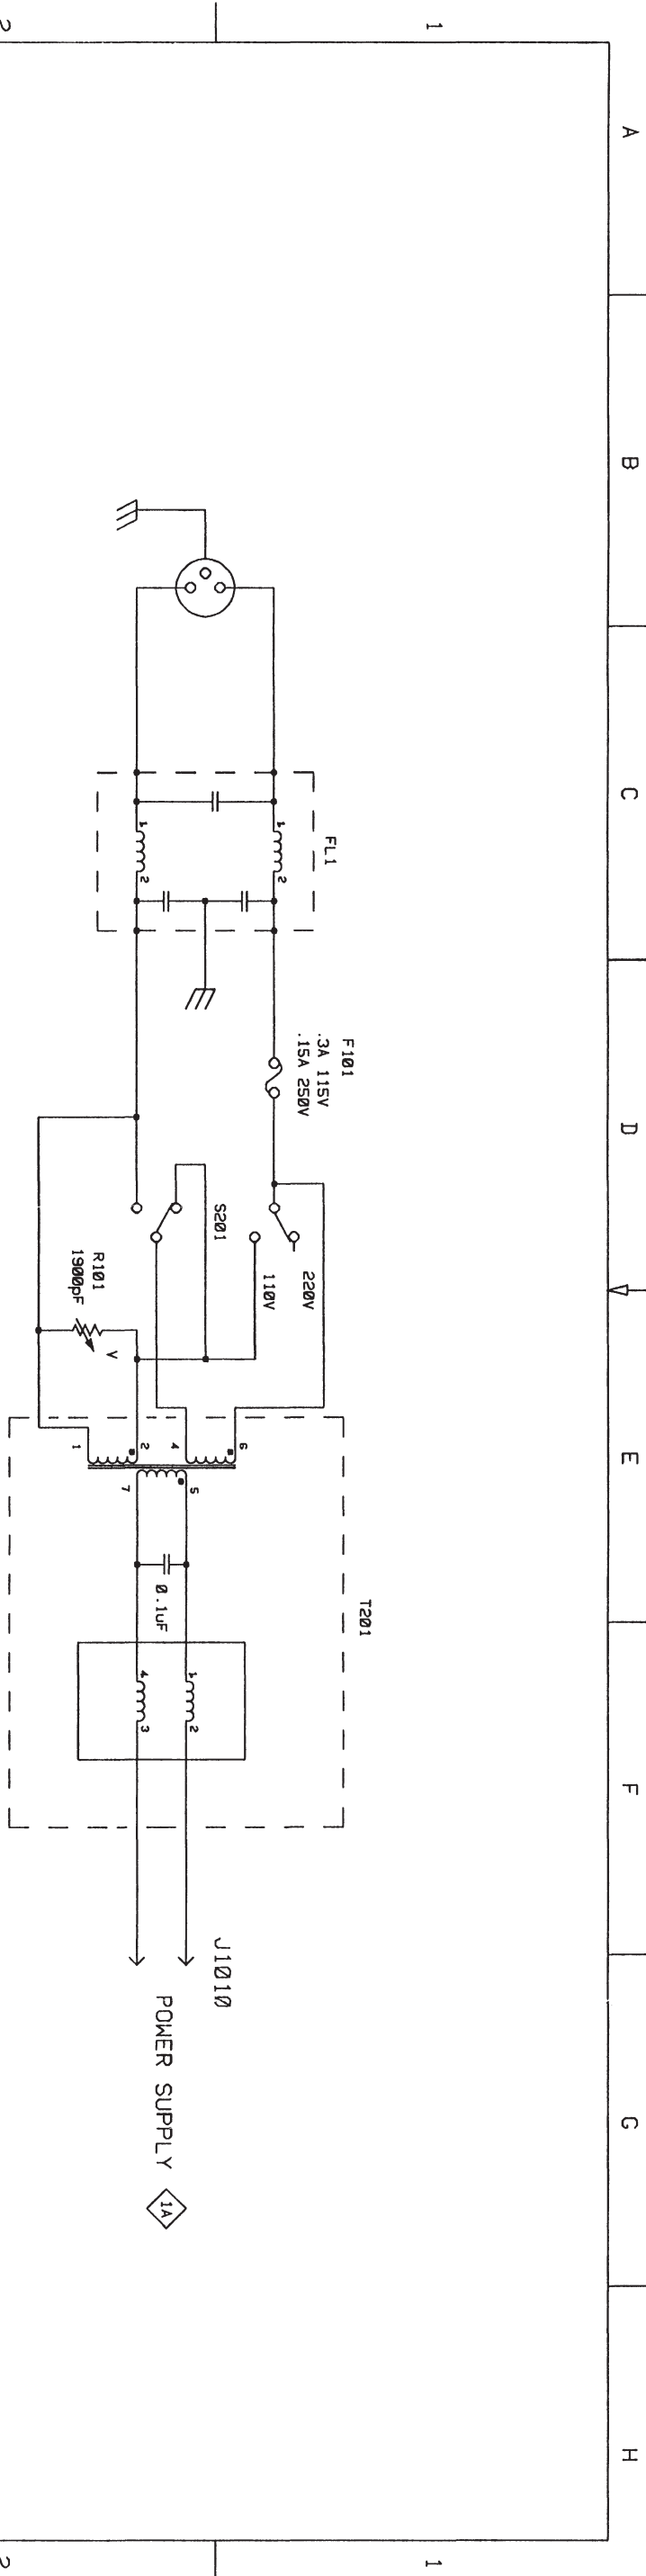 A
B
C
D
E
F
G
H
1
2
1
2
FL1
1
2
1
2
F101
.3A 115V
.15A 250V
S201
220V
110V
R101
1900pF
V
T201
6
4
2
1
5
7
0.1uF
1
2
4
3
J1010
POWER SUPPLY
1A